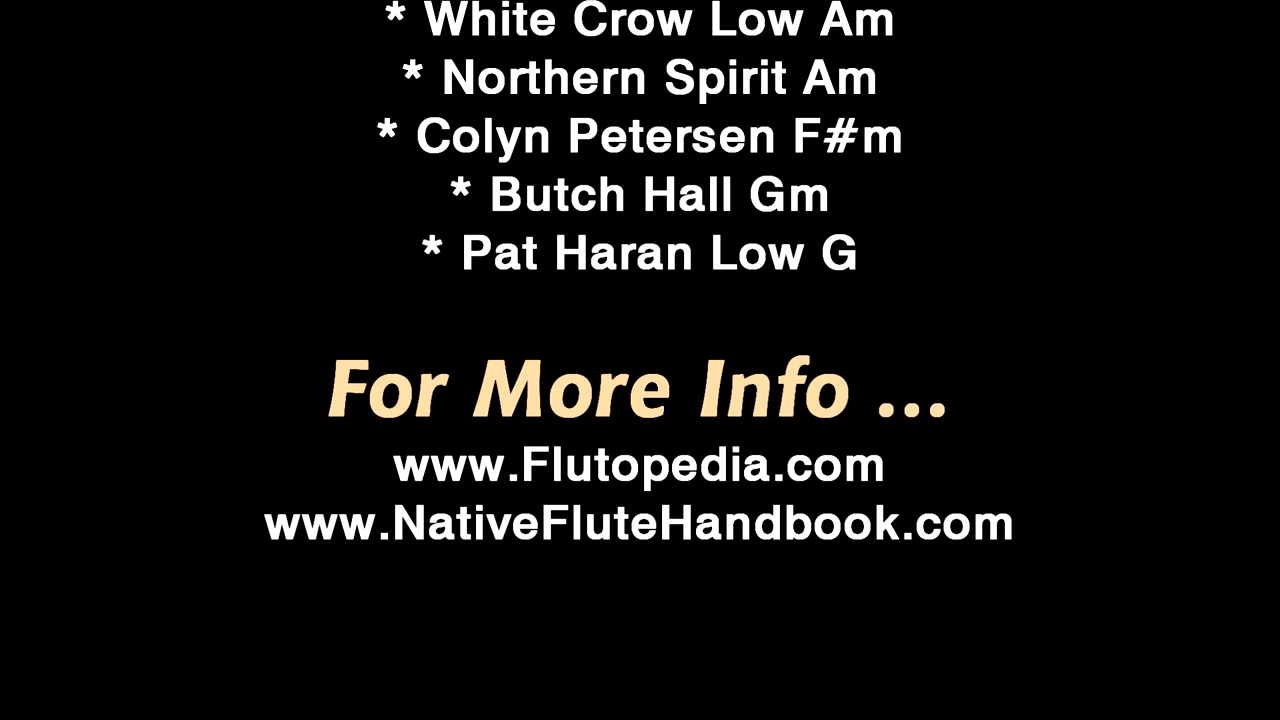 * White Crow Low Am
* Northern Spirit Am
* Colyn Petersen F#m
* Butch Hall Gm
* Pat Haran Low G
For More Info ...
www.Flutopedia.com
www.NativeFluteHandbook.com